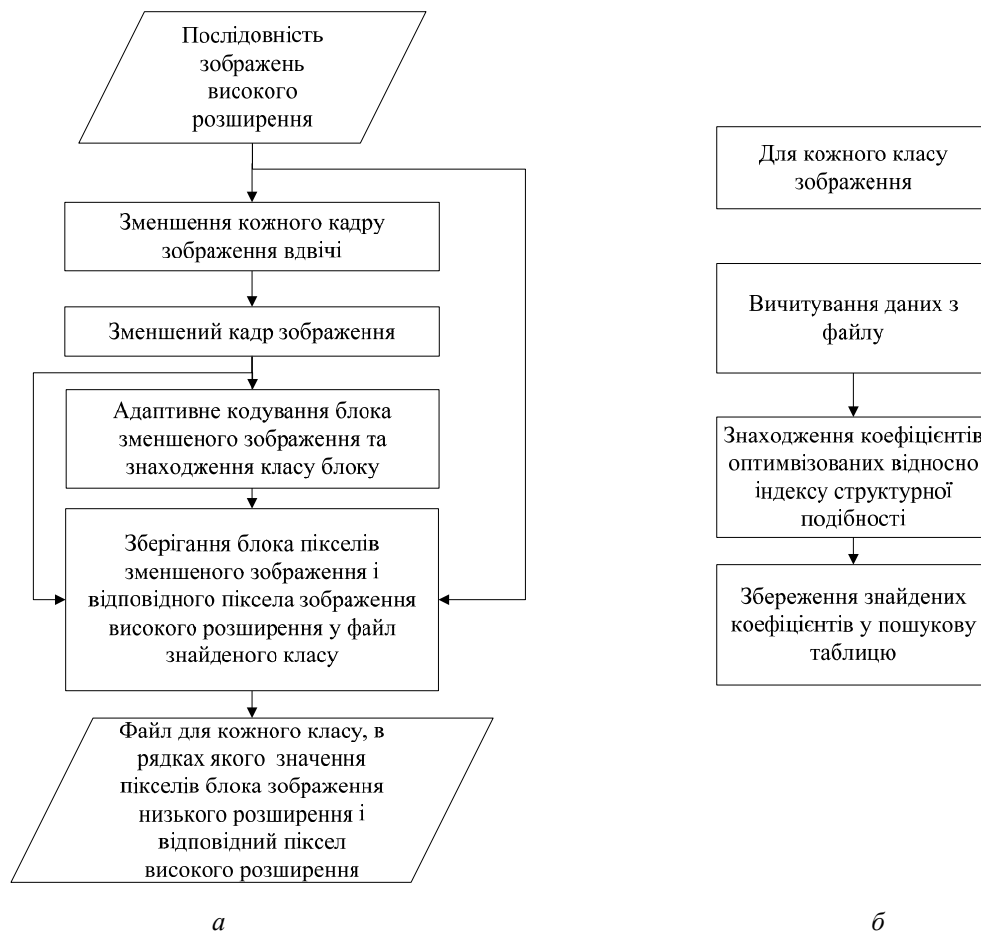 Послідовність
зображень
високого
розширення
Зменшення кожного кадру
зображення вдвічі
Зменшений кадр зображення
Адаптивне кодування блока
зменшеного зображення та
знаходження класу блоку
Зберігання блока пікселів
зменшеного зображення і
відповідного піксела зображення
високого розширення у файл
знайденого класу
Файл для кожного класу, в
рядках якого значення
пікселів блока зображення
низького розширення і
відповідний піксел
високого розширення
а
Для кожного класу
зображення
Вичитування даних з
файлу
Знаходження коефіцієнтів
оптимвізованих відносно
індексу структурної
подібності
Збереження знайдених
коефіцієнтів у пошукову
таблицю
б